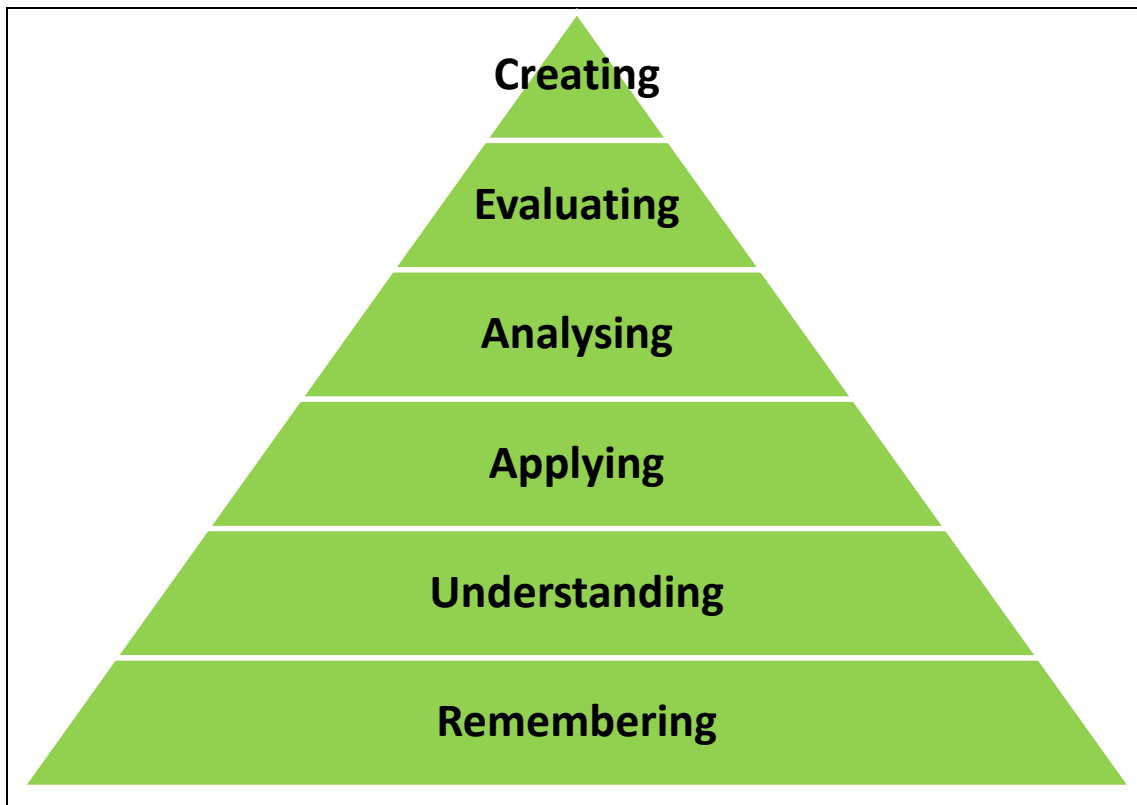 Creating
Evaluating
Analysing
Applying
Understanding
Remembering